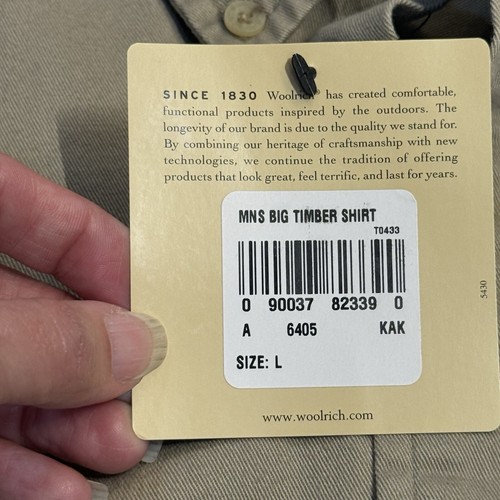 SINCE 1830 Woolrich® has created comfortable,
functional products inspired by the outdoors. The
longevity of our brand is due to the quality we stand for.
By combining our heritage of craftsmanship with new
technologies, we continue the tradition of offering
products that look great, feel terrific, and last for years.
MNS BIG TIMBER SHIRT
T0433
0 90037 82339 0
A 6405 KAK
SIZE: L
5430
www.woolrich.com